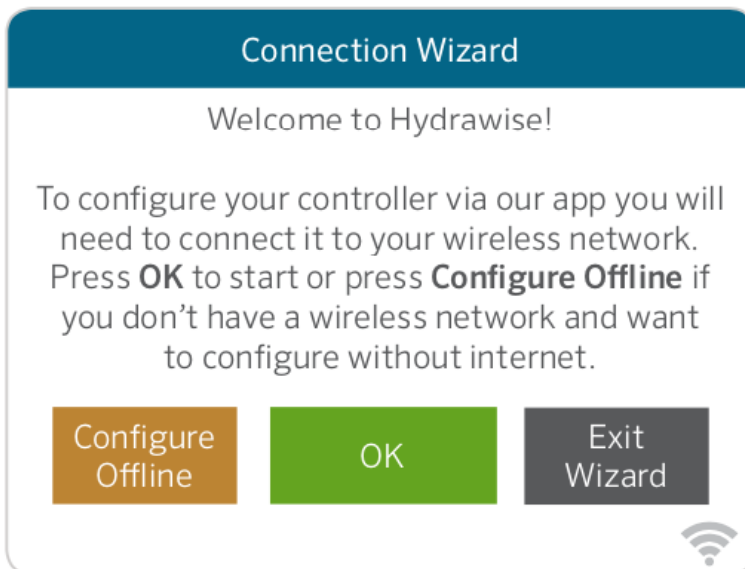 Connection Wizard
Welcome to Hydrawise!
To configure your controller via our app you will
need to connect it to your wireless network.
Press OK to start or press Configure Offline if
you don’t have a wireless network and want
to configure without internet.
Configure
Offline
OK
Exit
Wizard